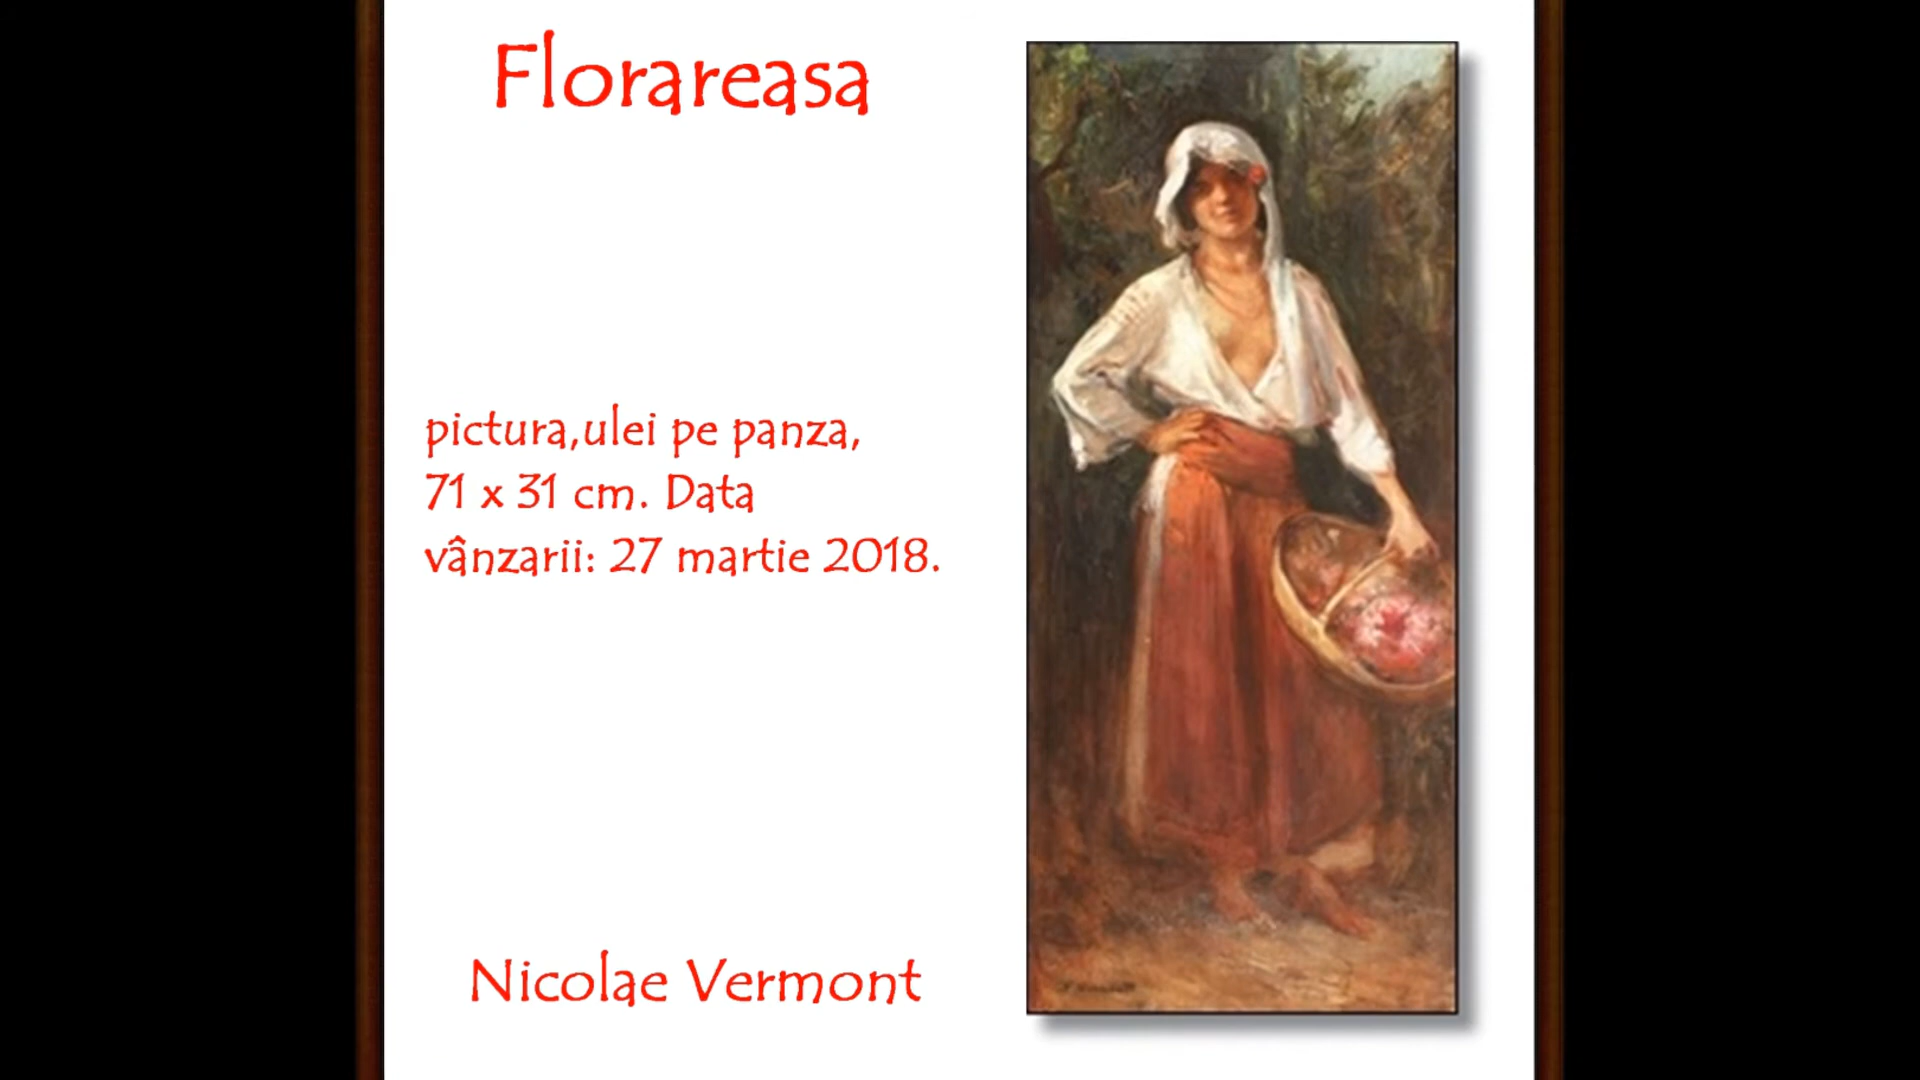 Florareasa
pictura,ulei pe panza,
71 x 31 cm. Data
vânzarii: 27 martie 2018.
Nicolae Vermont